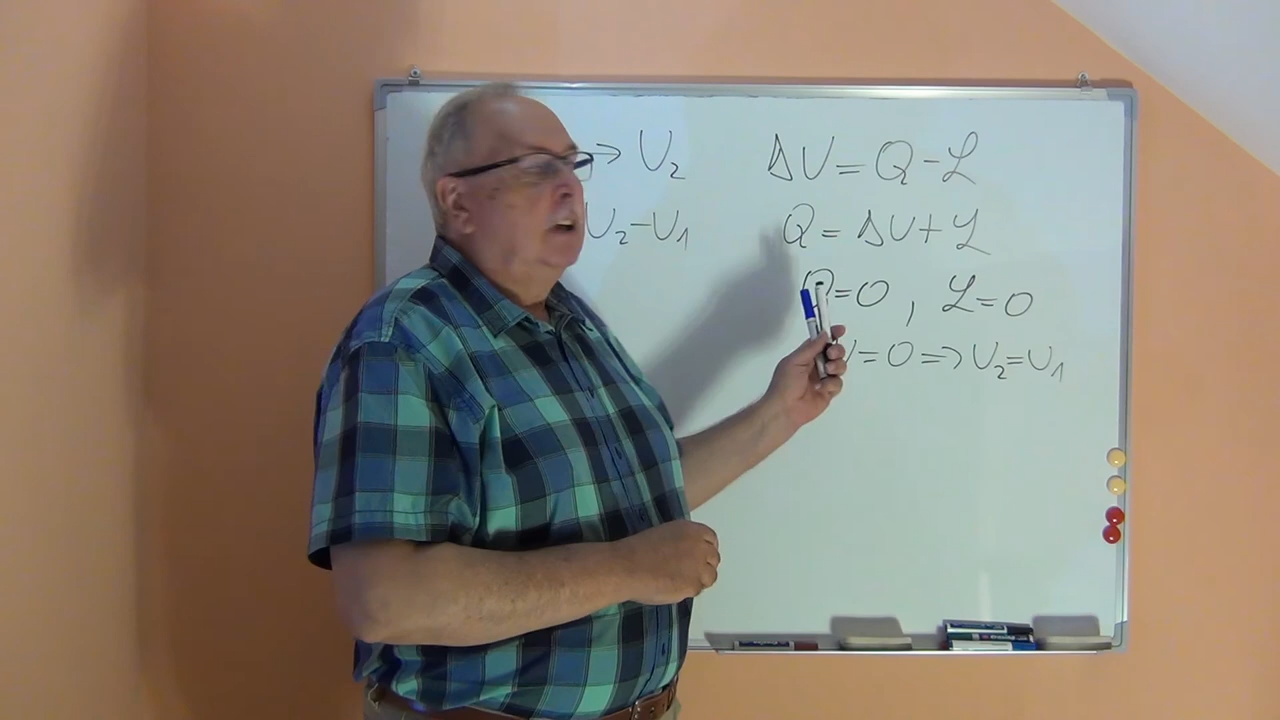 → U₂
U₂-U₁
ΔU=Q-L
Q=ΔU+L
Q=0, L=0
U=0⇒U₂=U₁